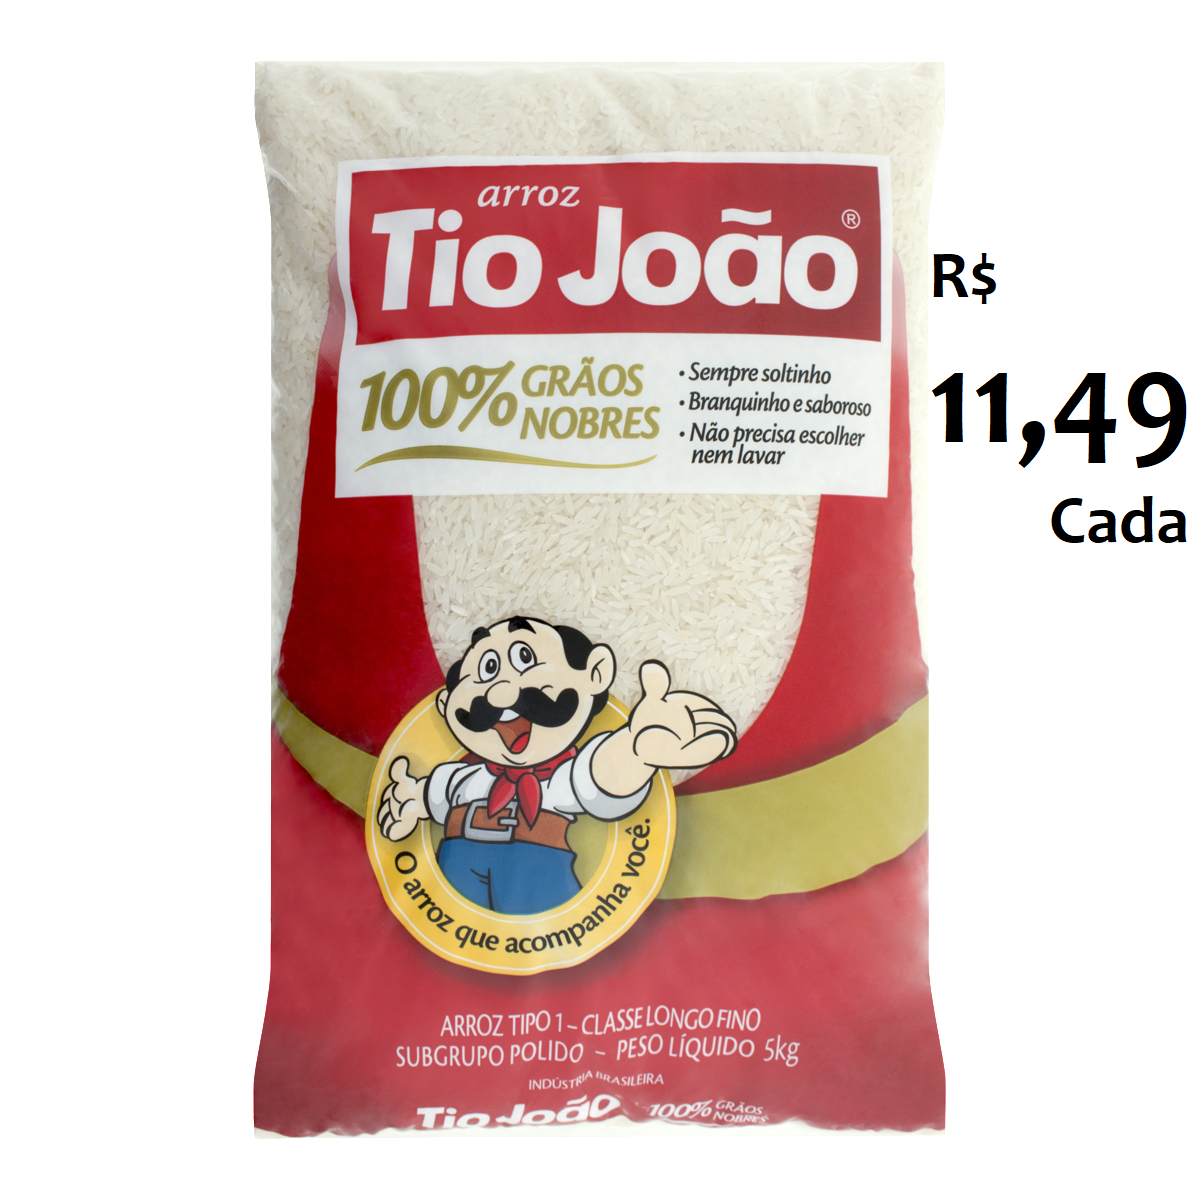 arroz
Tio João®
100% GRÃOS
NOBRES
• Sempre soltinho
• Branquinho e saboroso
• Não precisa escolher
nem lavar
R$
11,49
Cada
O arroz que acompanha você.
ARROZ TIPO 1 – CLASSE LONGO FINO
SUBGRUPO POLIDO – PESO LÍQUIDO 5kg
INDÚSTRIA BRASILEIRA
Tio João 100% GRÃOS
NOBRES